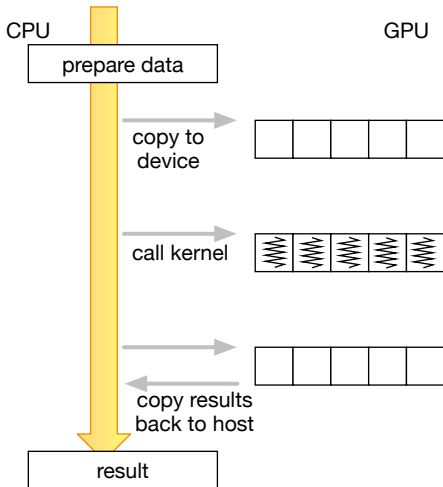 CPU
GPU
prepare data
copy to
device
call kernel
copy results
back to host
result